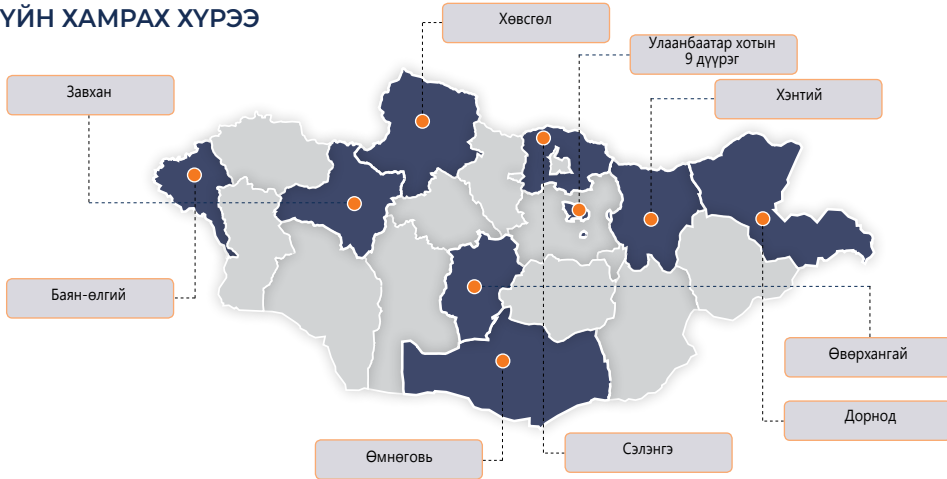 ҮЙН ХАМРАХ ХҮРЭЭ
Хөвсгөл
Улаанбаатар хотын
9 дүүрэг
Завхан
Хэнтий
Баян-өлгий
Өвөрхангай
Дорнод
Өмнөговь
Сэлэнгэ